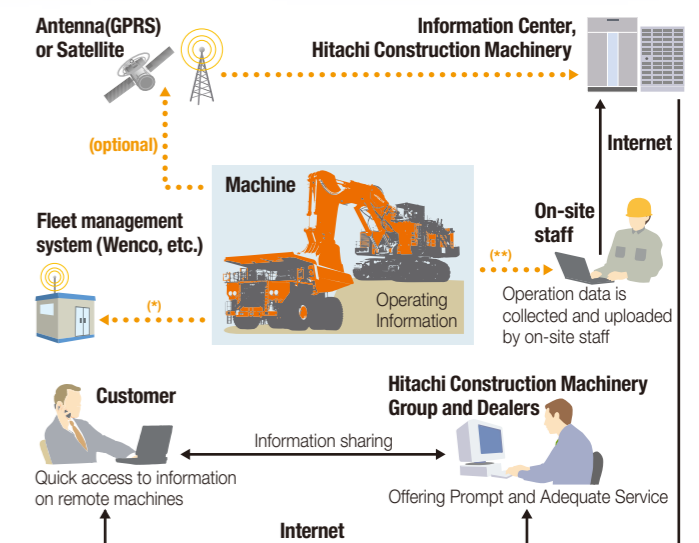 Antenna(GPRS)
or Satellite
Information Center,
Hitachi Construction Machinery
(optional)
Internet
Machine
Fleet management
system (Wenco, etc.)
On-site
staff
(**)
(*)
Operating
Information
Operation data is
collected and uploaded
by on-site staff
Customer
Hitachi Construction Machinery
Group and Dealers
Information sharing
Quick access to information
on remote machines
Offering Prompt and Adequate Service
Internet